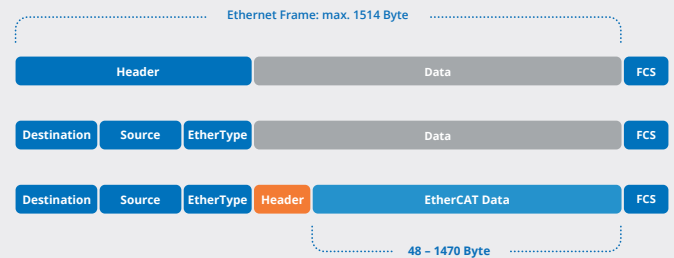 Ethernet Frame: max. 1514 Byte
Header Data FCS
Destination Source EtherType Data FCS
Destination Source EtherType Header EtherCAT Data FCS
48 – 1470 Byte